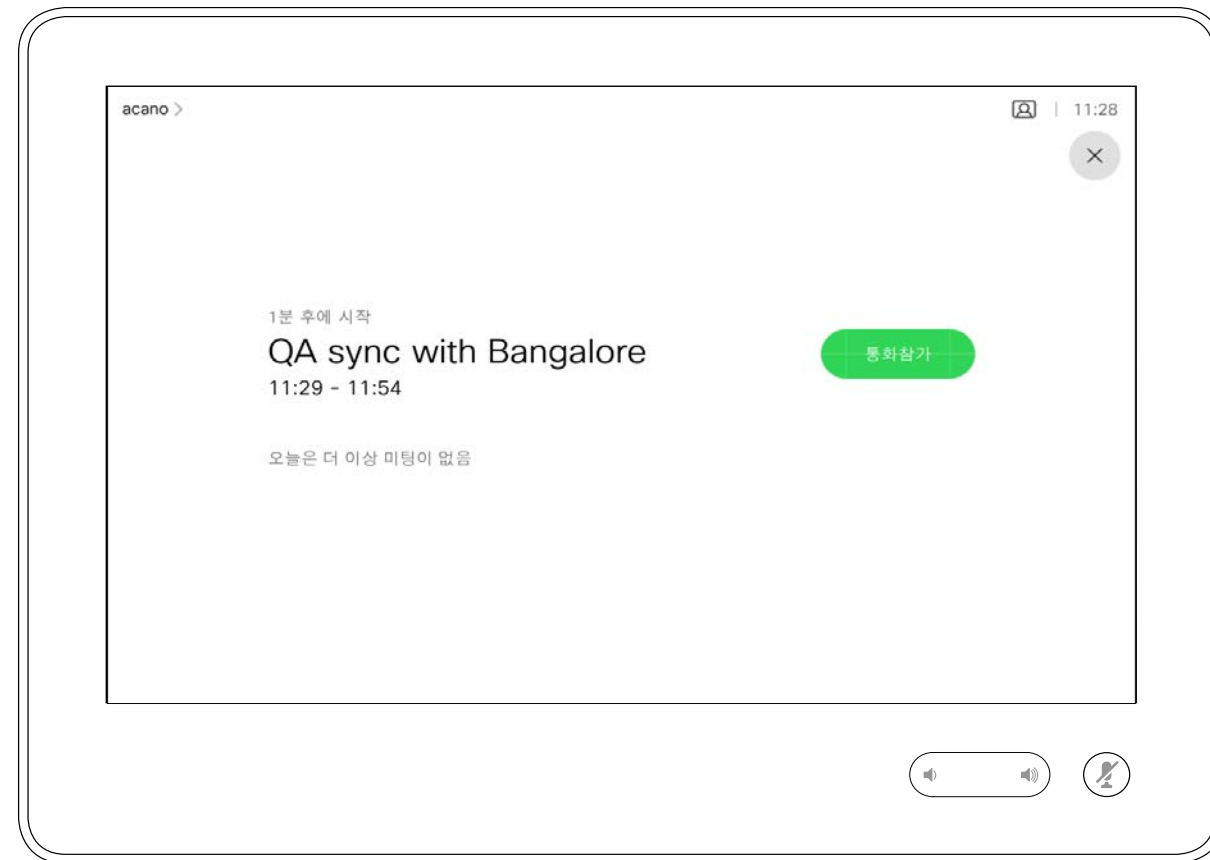 acano >
11:28
1분 후에 시작
QA sync with Bangalore
통화참가
11:29 - 11:54
오늘은 더 이상 미팅이 없음